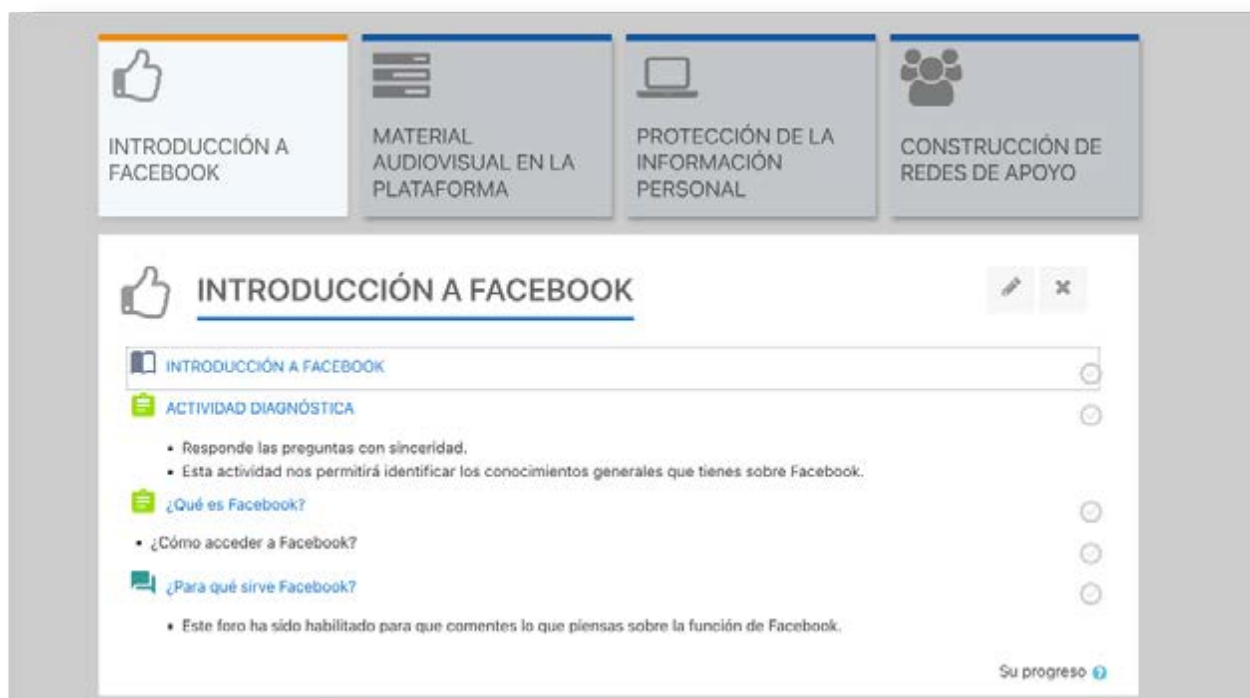 INTRODUCCIÓN A
FACEBOOK
MATERIAL
AUDIOVISUAL EN LA
PLATAFORMA
PROTECCIÓN DE LA
INFORMACIÓN
PERSONAL
CONSTRUCCIÓN DE
REDES DE APOYO
INTRODUCCIÓN A FACEBOOK
INTRODUCCIÓN A FACEBOOK
ACTIVIDAD DIAGNÓSTICA
• Responde las preguntas con sinceridad.
• Esta actividad nos permitirá identificar los conocimientos generales que tienes sobre Facebook.
¿Qué es Facebook?
• ¿Cómo acceder a Facebook?
¿Para qué sirve Facebook?
• Este foro ha sido habilitado para que comentes lo que piensas sobre la función de Facebook.
Su progreso